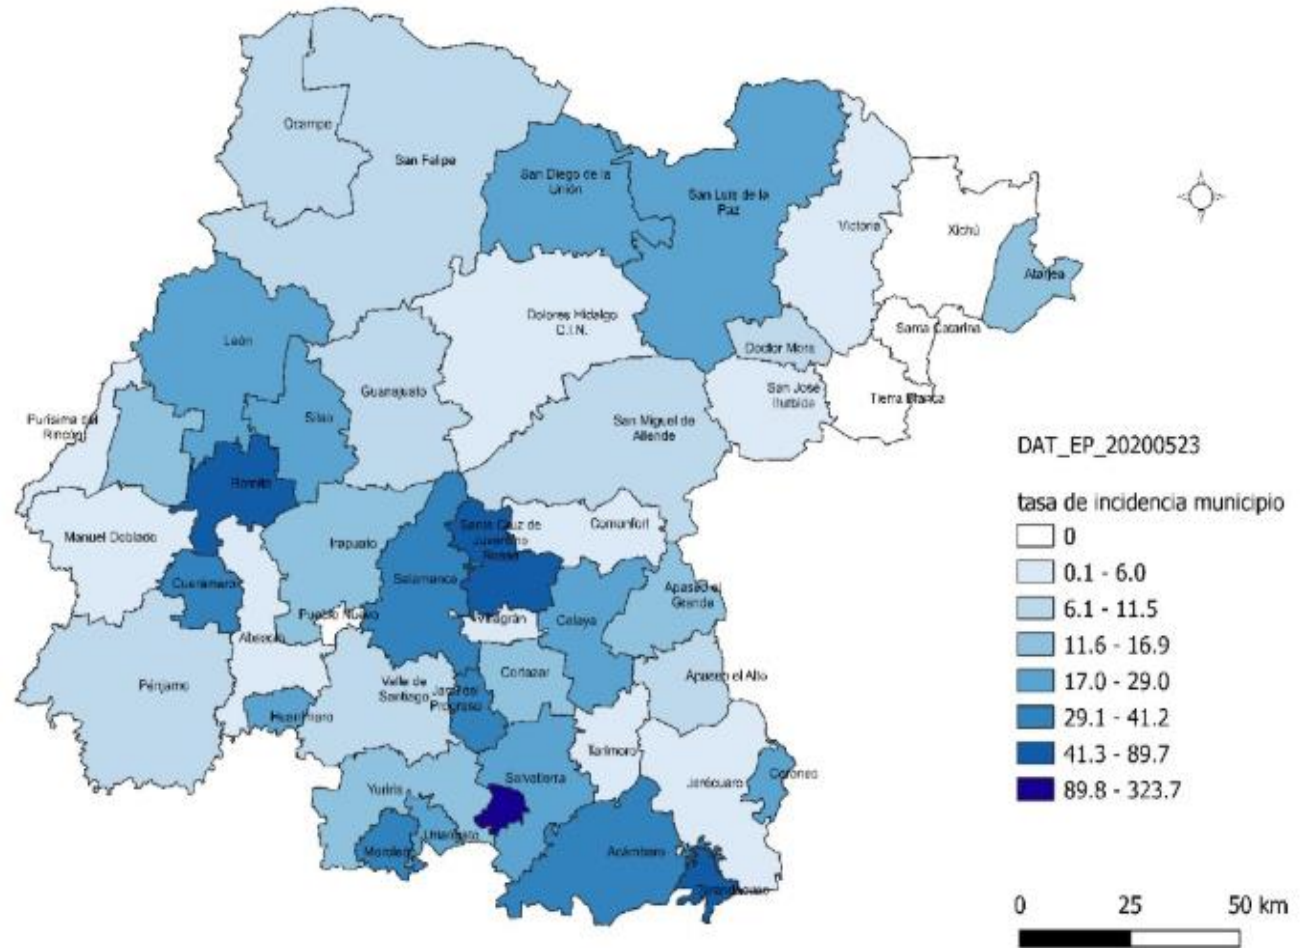 Ocampo
San Felipe
San Diego de la
Unión
San Luis de la
Paz
Victoria
Xichú
Atarjea
León
Dolores Hidalgo
C.I.N.
Santa Catarina
Doctor Mora
Guanajuato
San José
Iturbide
Tierra Blanca
Purísima del
Rincón
Silao
San Miguel de
Allende
DAT_EP_20200523
Romita
tasa de incidencia municipio
0
0.1 - 6.0
6.1 - 11.5
11.6 - 16.9
17.0 - 29.0
29.1 - 41.2
41.3 - 89.7
89.8 - 323.7
Manuel Doblado
Irapuato
Santa Cruz de
Juventino
Rosas
Comonfort
Cuerámaro
Salamanca
Apaseo el
Grande
Pueblo Nuevo
Villagrán
Celaya
Abasolo
Pénjamo
Valle de
Santiago
Jaral del
Progreso
Cortazar
Apaseo el Alto
Huanímaro
Tarimoro
Salvatierra
Jerécuaro
Coroneo
Yuriria
Uriangato
Moroleón
Acámbaro
Tarandacuao
0 25 50 km